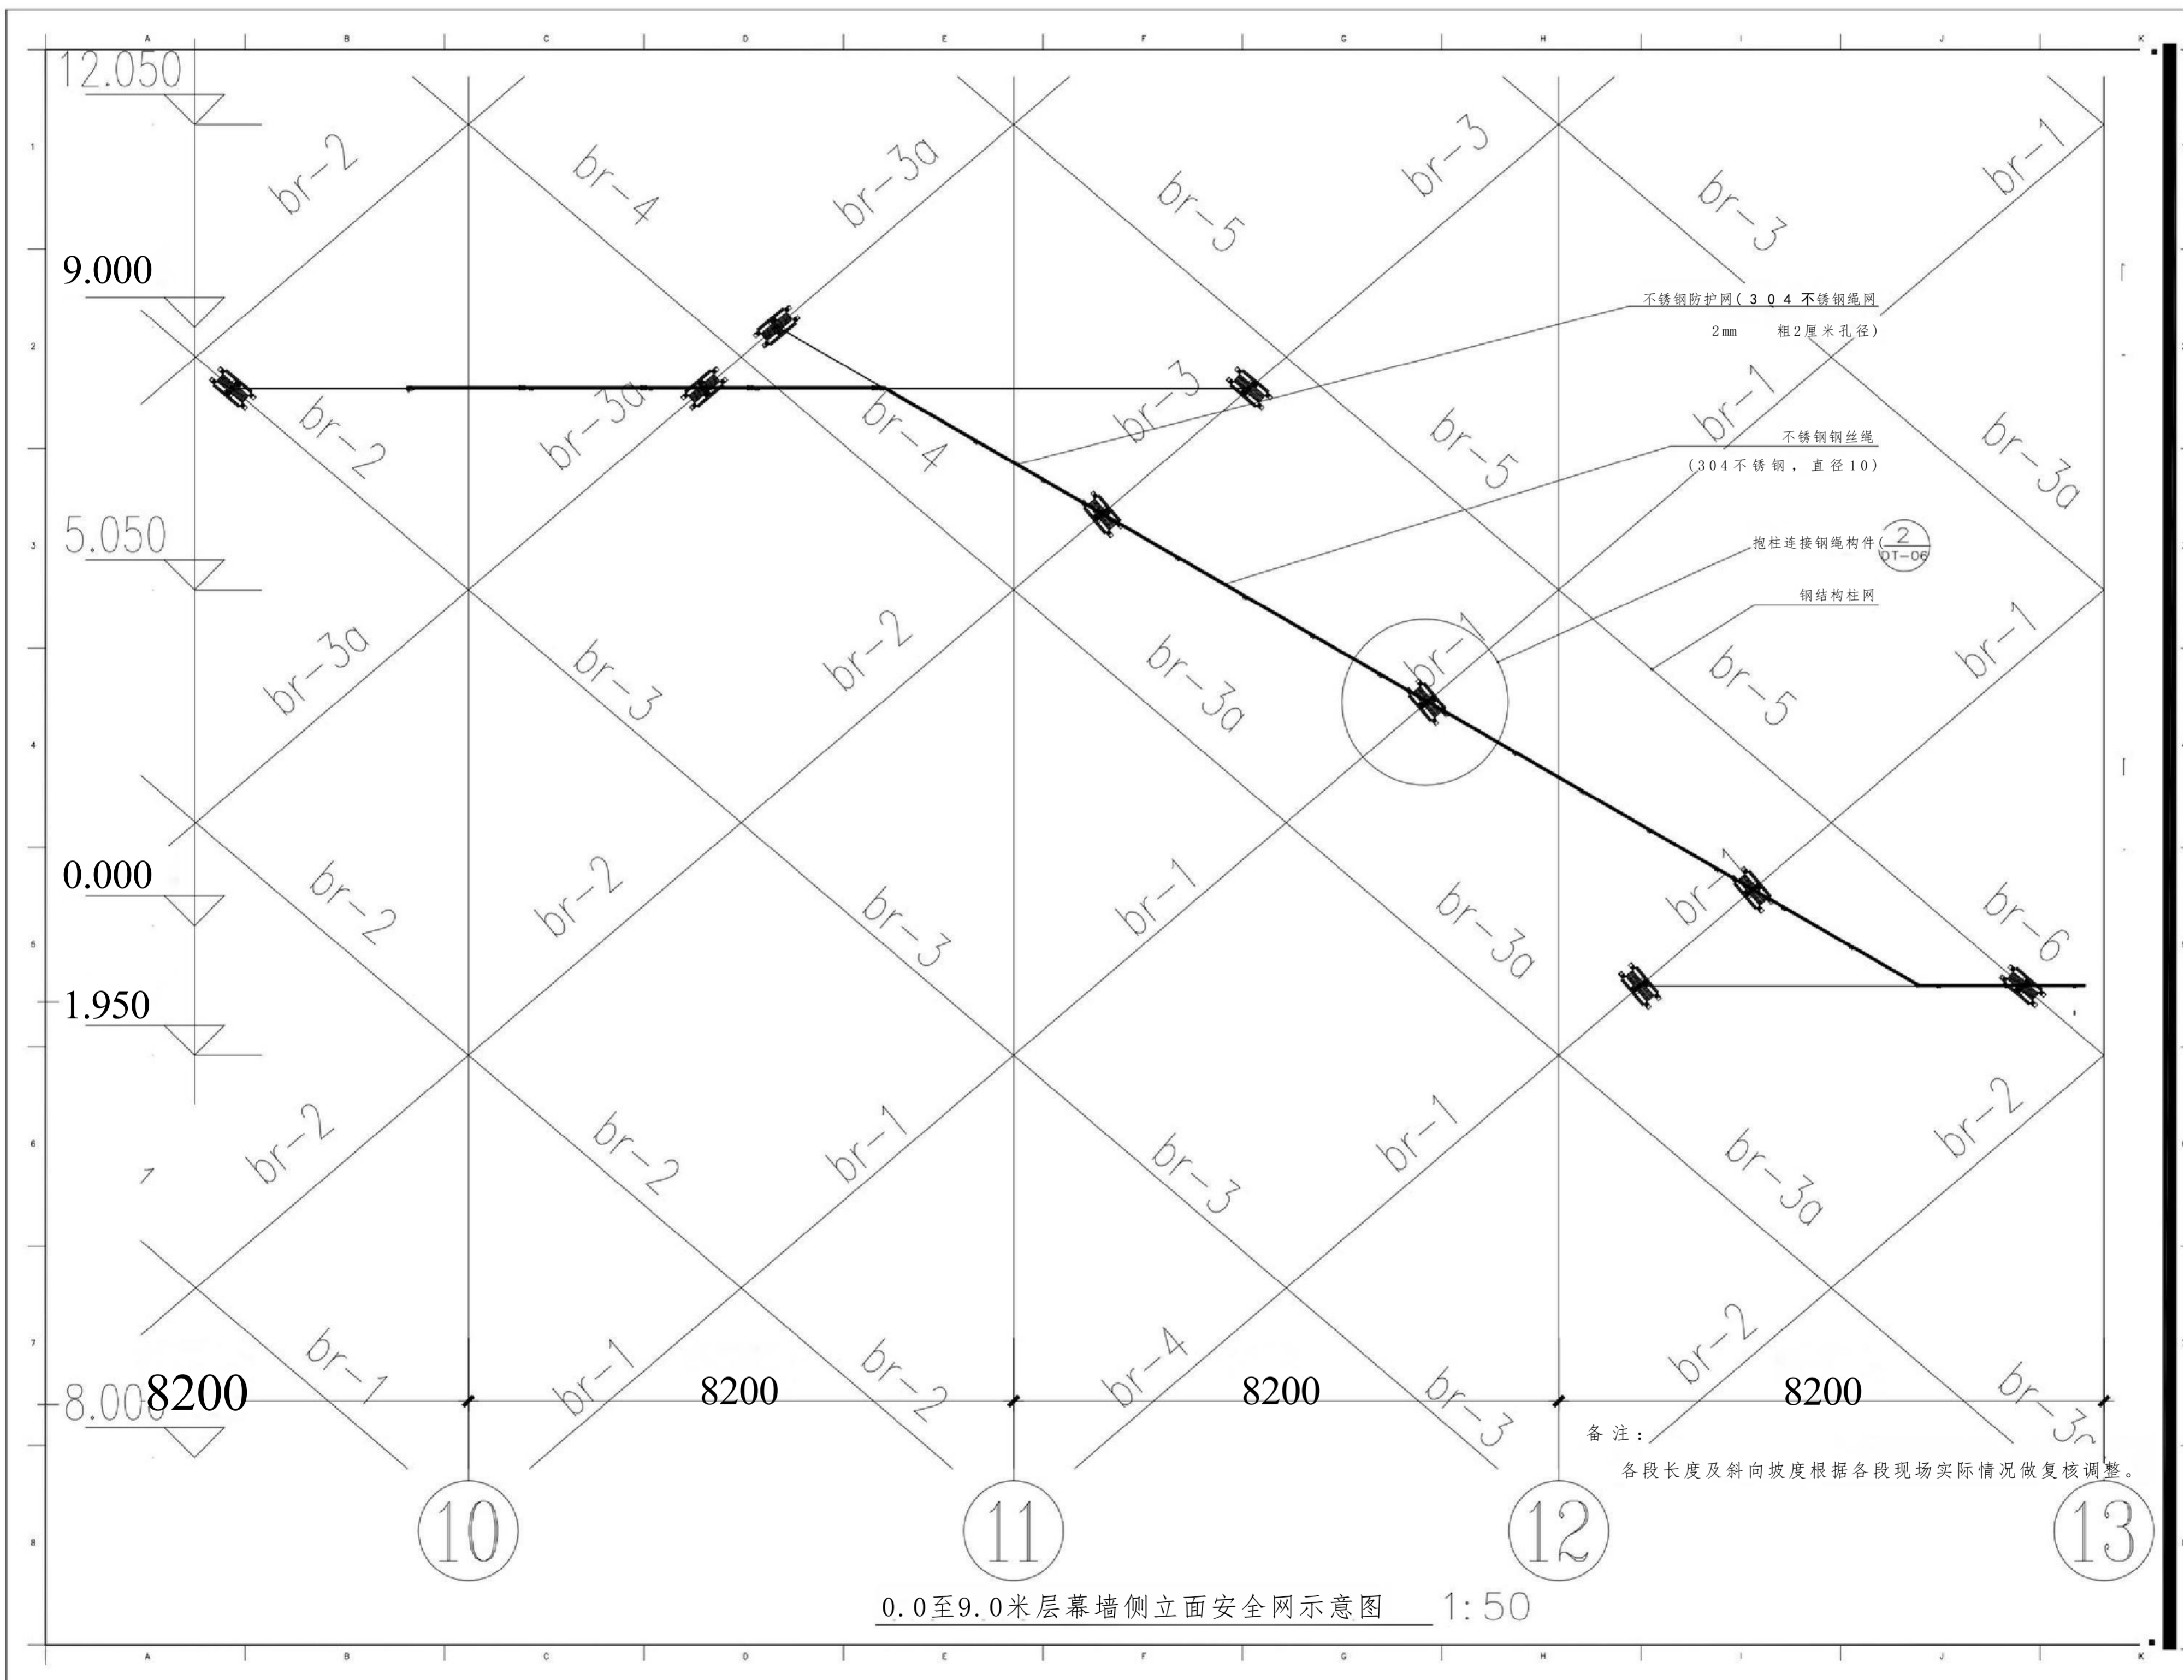 A B C D E F G H I J K
12.050
1
br-2
br-4
br-3a
br-5
br-3
br-3
br-1
9.000
不锈钢防护网(304不锈钢绳网
2mm 粗2厘米孔径)
2
br-2
br-3a
br-4
br-3
br-5
br-1
br-3a
不锈钢钢丝绳
(304不锈钢，直径10)
5.050
3
抱柱连接钢绳构件(
2
DT-06
钢结构柱网
br-3a
br-3
br-2
br-3a
br-1
br-5
br-1
4
0.000
br-2
br-2
br-3
br-1
br-3a
br-1
br-6
5
1.950
6
br-2
br-2
br-1
br-3
br-1
br-3a
br-2
1
7
br-1
br-1
br-2
br-4
br-3
br-2
8.000
8200 8200 8200 8200
备注：
各段长度及斜向坡度根据各段现场实际情况做复核调整。
8
10 11 12 13
0.0至9.0米层幕墙侧立面安全网示意图 1:50
A B C D E F G H I J K